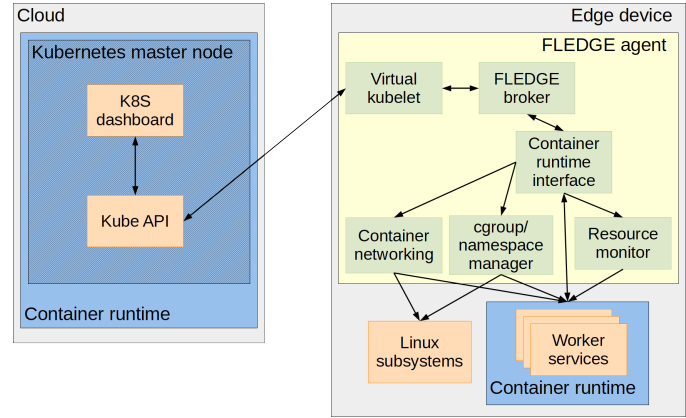 Cloud
Kubernetes master node
K8S
dashboard
Kube API
Container runtime
Edge device
FLEDGE agent
Virtual
kubelet
FLEDGE
broker
Container
runtime
interface
Container
networking
cgroup/
namespace
manager
Resource
monitor
Linux
subsystems
Worker
services
Container runtime